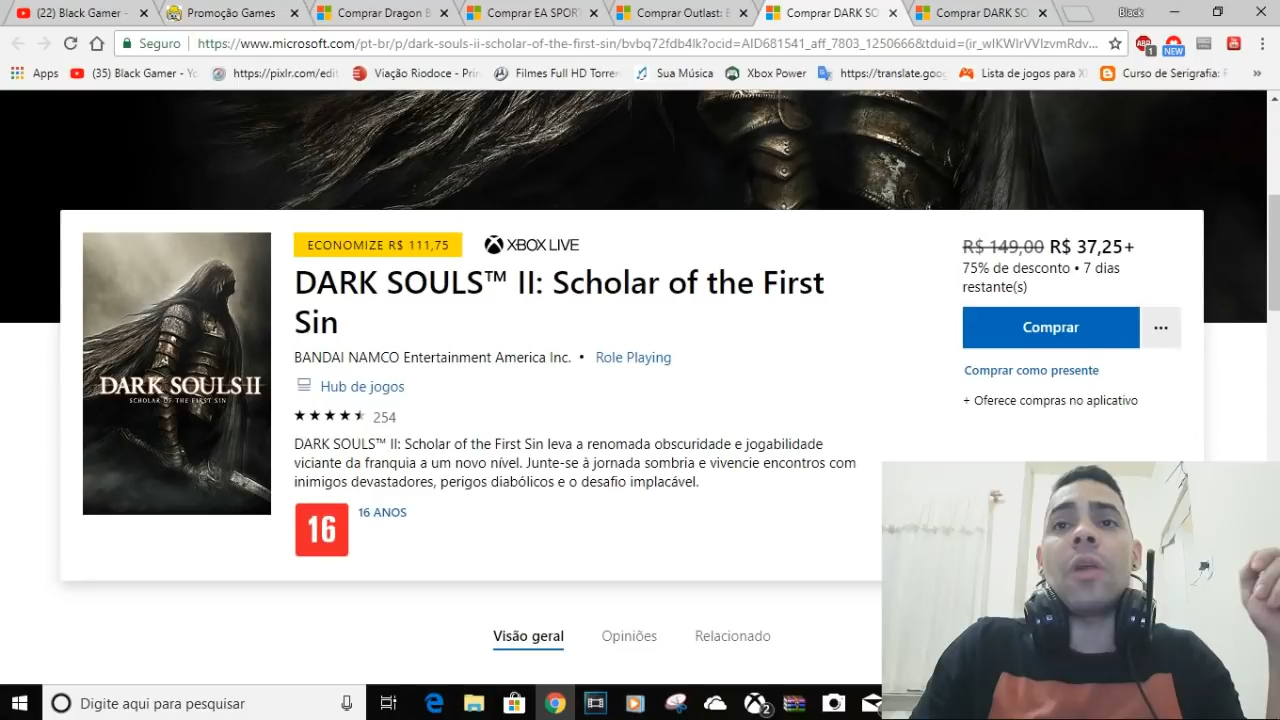 (22) Black Gamer -
Promoção Games
Comprar Dragon B
Comprar EA SPOR
Comprar Outlast: B
Comprar DARK SO
Comprar DARK SO
Black
Seguro
https://www.microsoft.com/pt-br/p/dark-souls-ii-scholar-of-the-first-sin/bvbq72fdb4lk?ocid=AID681541_aff_7803_1250666&tduid=(ir_wIKWIrVVIzvmRdv...
1
NEW
Apps
(35) Black Gamer - Yo
https://pixlr.com/edit
Viação Riodoce - Prin
Filmes Full HD Torren
Sua Música
Xbox Power
https://translate.goo
Lista de jogos para X
Curso de Serigrafia: F
»
ECONOMIZE R$ 111,75
XBOX LIVE
R$ 149,00 R$ 37,25+
75% de desconto • 7 dias
restante(s)
DARK SOULS™ II: Scholar of the First
Sin
Comprar
...
BANDAI NAMCO Entertainment America Inc. • Role Playing
Comprar como presente
Hub de jogos
+ Oferece compras no aplicativo
254
DARK SOULS II
SCHOLAR OF THE FIRST SIN
DARK SOULS™ II: Scholar of the First Sin leva a renomada obscuridade e jogabilidade
viciante da franquia a um novo nível. Junte-se à jornada sombria e vivencie encontros com
inimigos devastadores, perigos diabólicos e o desafio implacável.
16
16 ANOS
Visão geral
Opiniões
Relacionado
Digite aqui para pesquisar
2